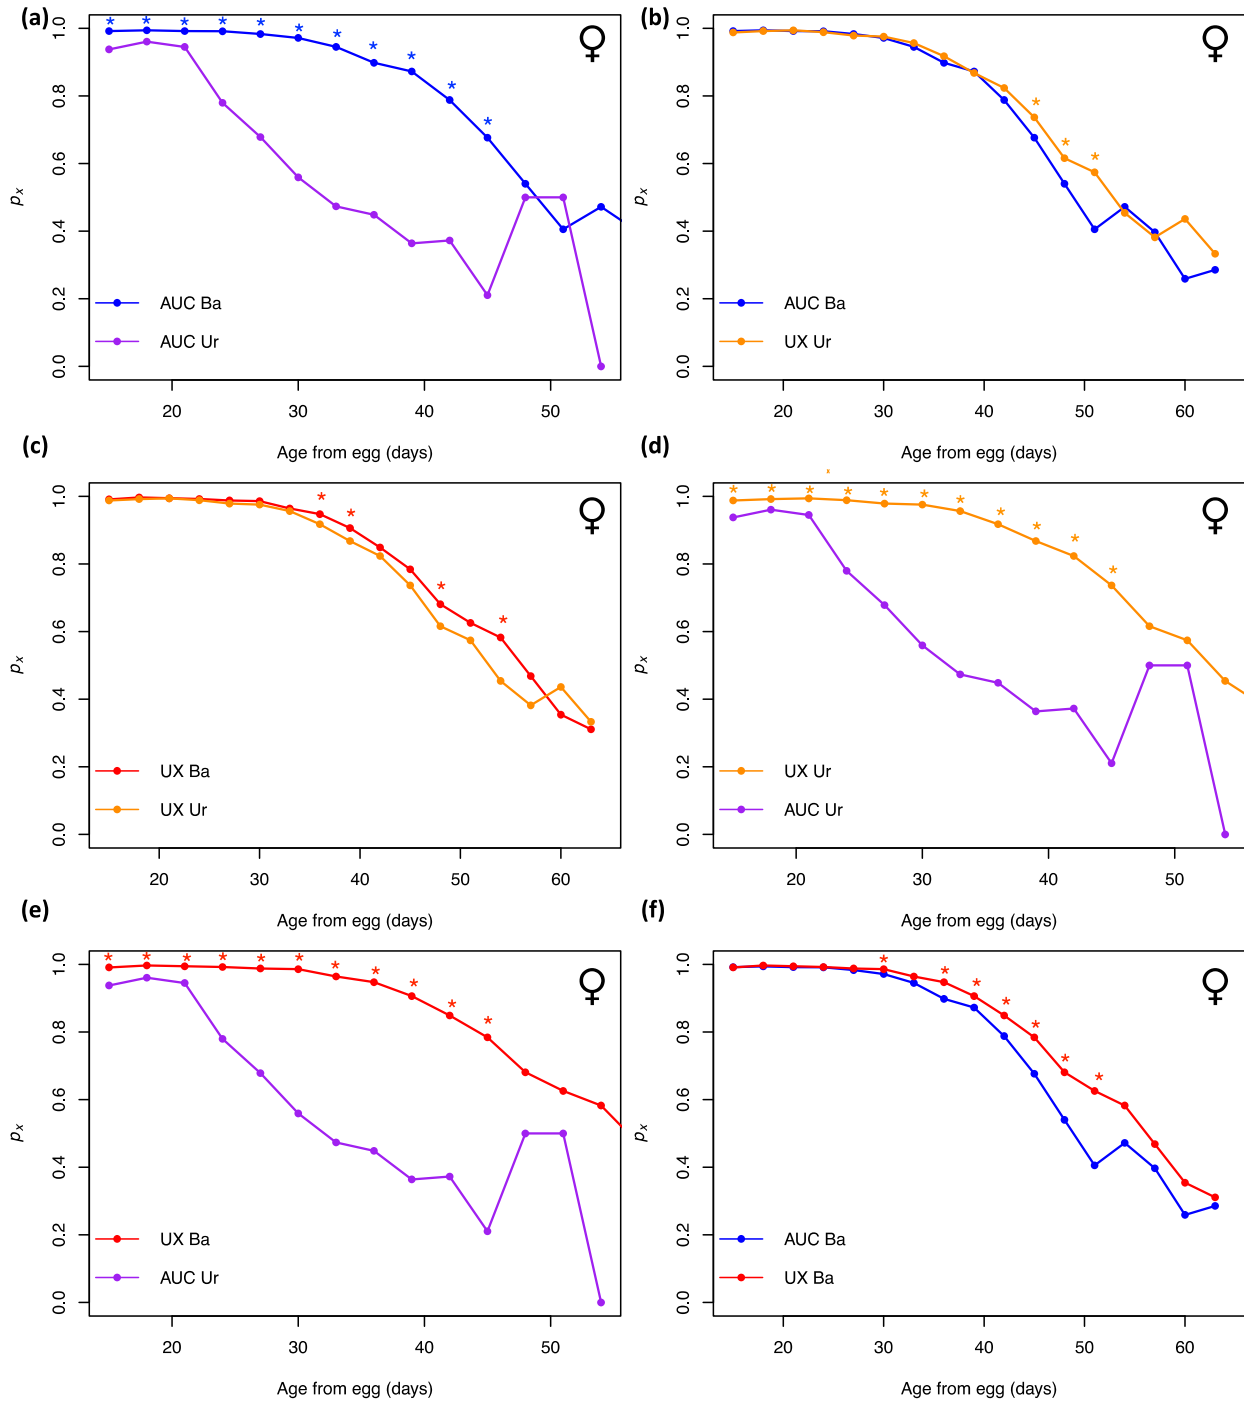 (a)
* * * * * * * * * * *
♀
1.0
0.8
0.6
0.4
0.2
0.0
px
AUC Ba
AUC Ur
20 30 40 50
Age from egg (days)
(b)
♀
* * *
1.0
0.8
0.6
0.4
0.2
0.0
px
AUC Ba
UX Ur
20 30 40 50 60
Age from egg (days)
(c)
♀
* * * *
1.0
0.8
0.6
0.4
0.2
0.0
px
UX Ba
UX Ur
20 30 40 50 60
Age from egg (days)
(d)
* * * * * * * * * * *
♀
1.0
0.8
0.6
0.4
0.2
0.0
px
UX Ur
AUC Ur
20 30 40 50
Age from egg (days)
(e)
* * * * * * * * * * *
♀
1.0
0.8
0.6
0.4
0.2
0.0
px
UX Ba
AUC Ur
20 30 40 50
Age from egg (days)
(f)
* * * * * * *
♀
1.0
0.8
0.6
0.4
0.2
0.0
px
AUC Ba
UX Ba
20 30 40 50 60
Age from egg (days)